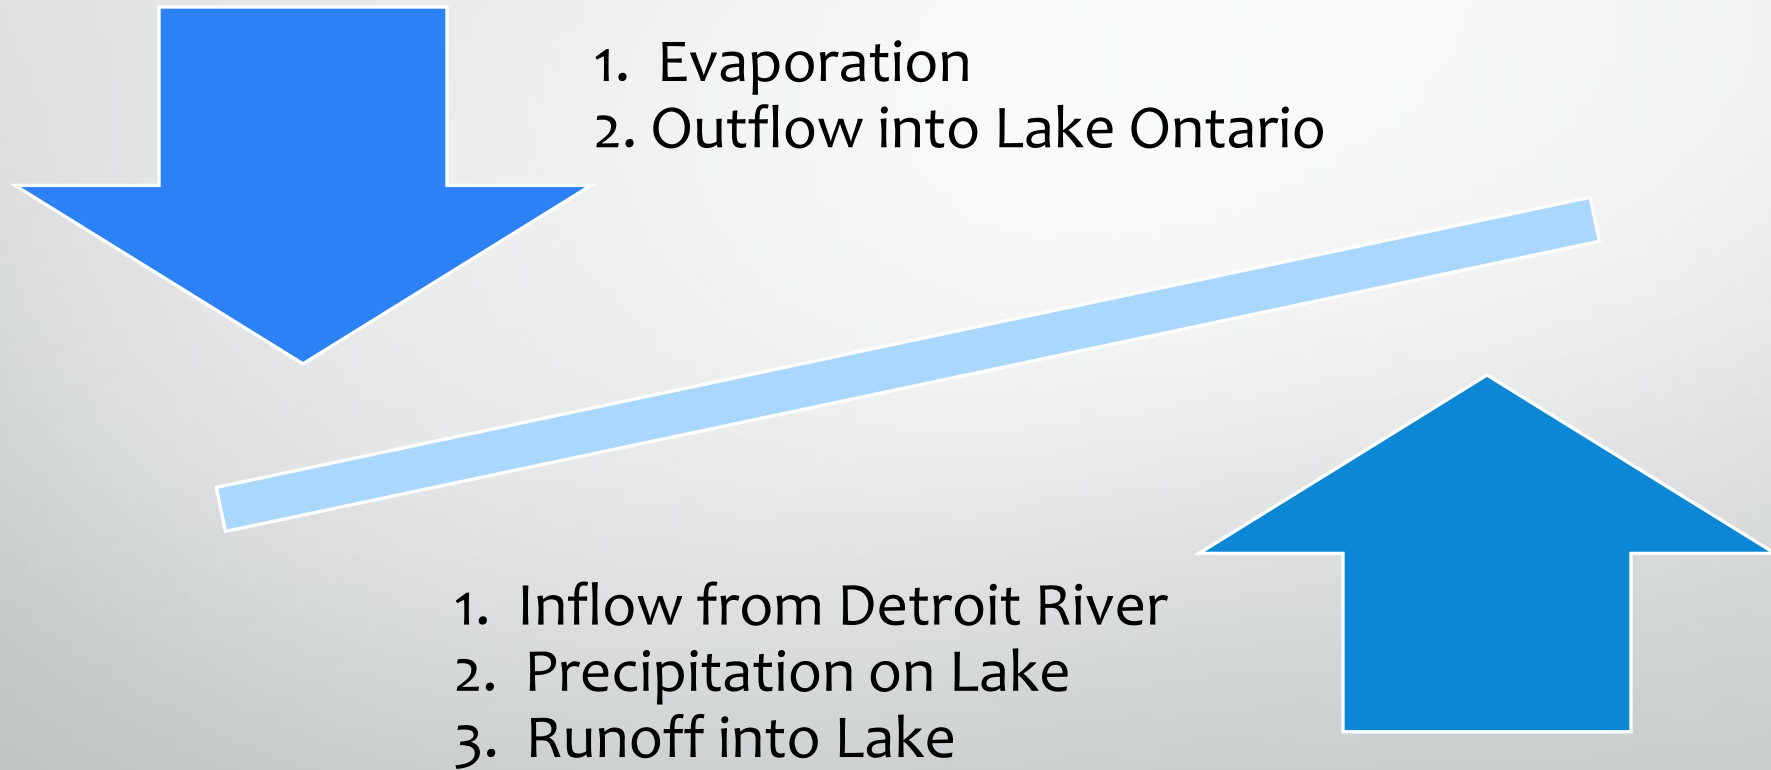 1. Evaporation
2. Outflow into Lake Ontario
1. Inflow from Detroit River
2. Precipitation on Lake
3. Runoff into Lake